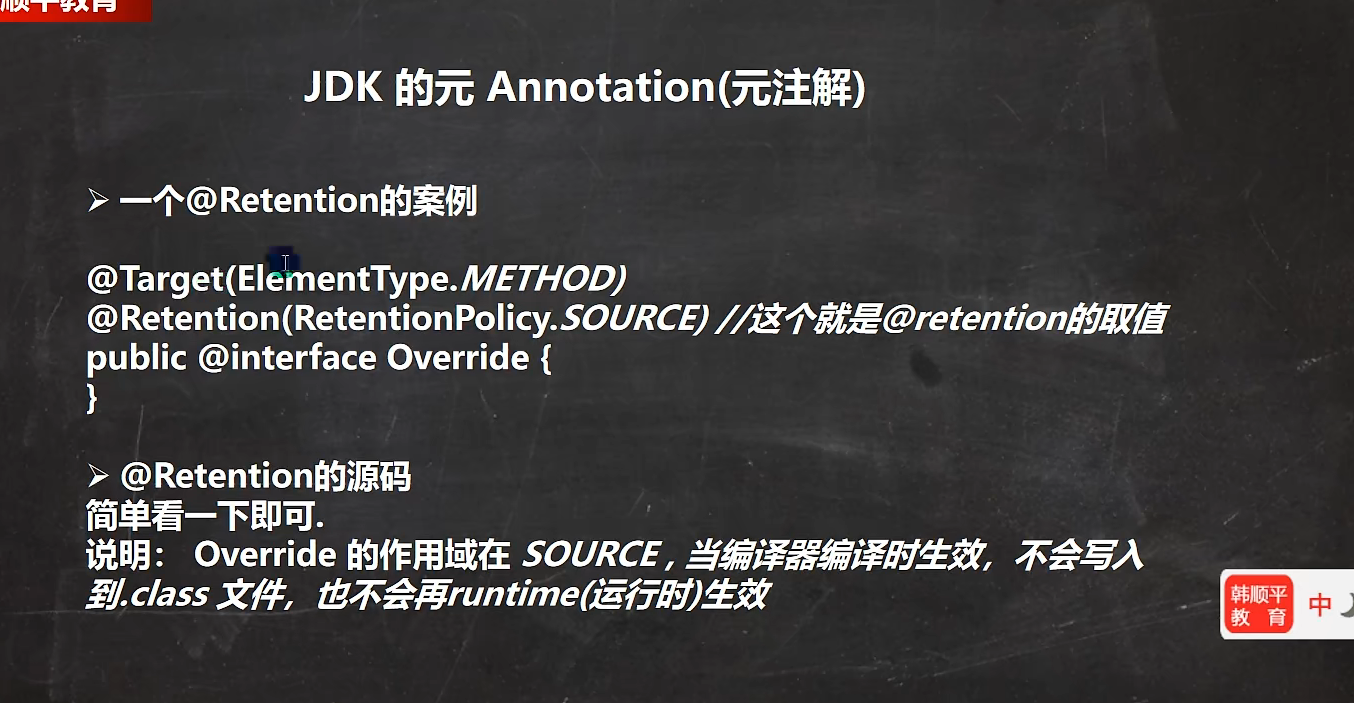 顺平教育
JDK 的元 Annotation(元注解)
➢ 一个@Retention的案例
@Target(ElementType.METHOD)
@Retention(RetentionPolicy.SOURCE) //这个就是@retention的取值
public @interface Override {
}
➢ @Retention的源码
简单看一下即可.
说明： Override 的作用域在 SOURCE , 当编译器编译时生效，不会写入
到.class 文件，也不会再runtime(运行时)生效
韩顺平
教 育
中